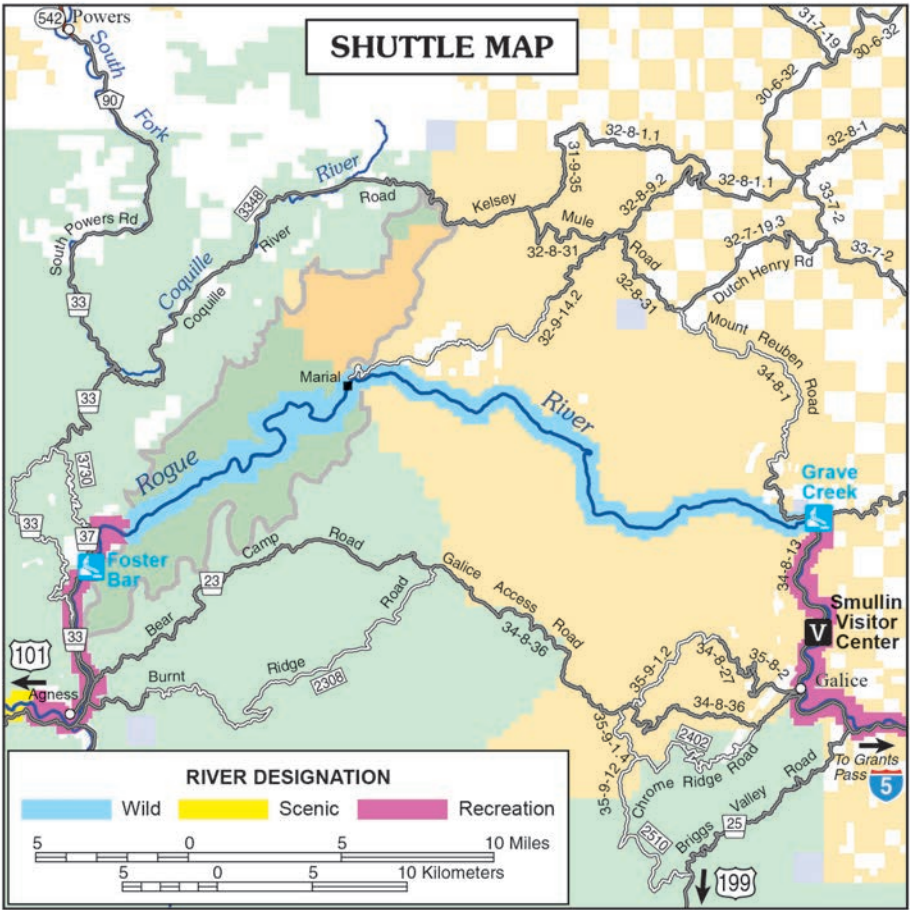 SHUTTLE MAP
542
Powers
South
Fork
90
31-7-19
30-6-32
30-6-32
32-8-1
32-8-1.1
31-9-35
32-8-9.2
32-8-1.1
33-7-2
33-7-2
River
Road
3348
River
Coquille
Coquille
South Powers Rd
33
Kelsey
Mule
32-8-31
Road
32-8-31
32-7-19.3
Dutch Henry Rd
Mount Reuben
Road
34-8-1
32-9-14.2
Marial
33
3730
33
37
Rogue
River
Grave
Creek
Foster
Bar
33
101
Agness
Bear
23
Camp
Road
Burnt
Ridge
Road
2308
Galice Access
Road
34-8-36
34-8-13
Smullin
Visitor
Center
V
Galice
35-9-1.2
34-8-27
35-8-2
34-8-36
35-9-1.4
35-9-12
2402
Chrome Ridge Road
2510
Briggs Valley Road
25
199
To Grants
Pass
5
RIVER DESIGNATION
Wild
Scenic
Recreation
5 0 5 10 Miles
5 0 5 10 Kilometers